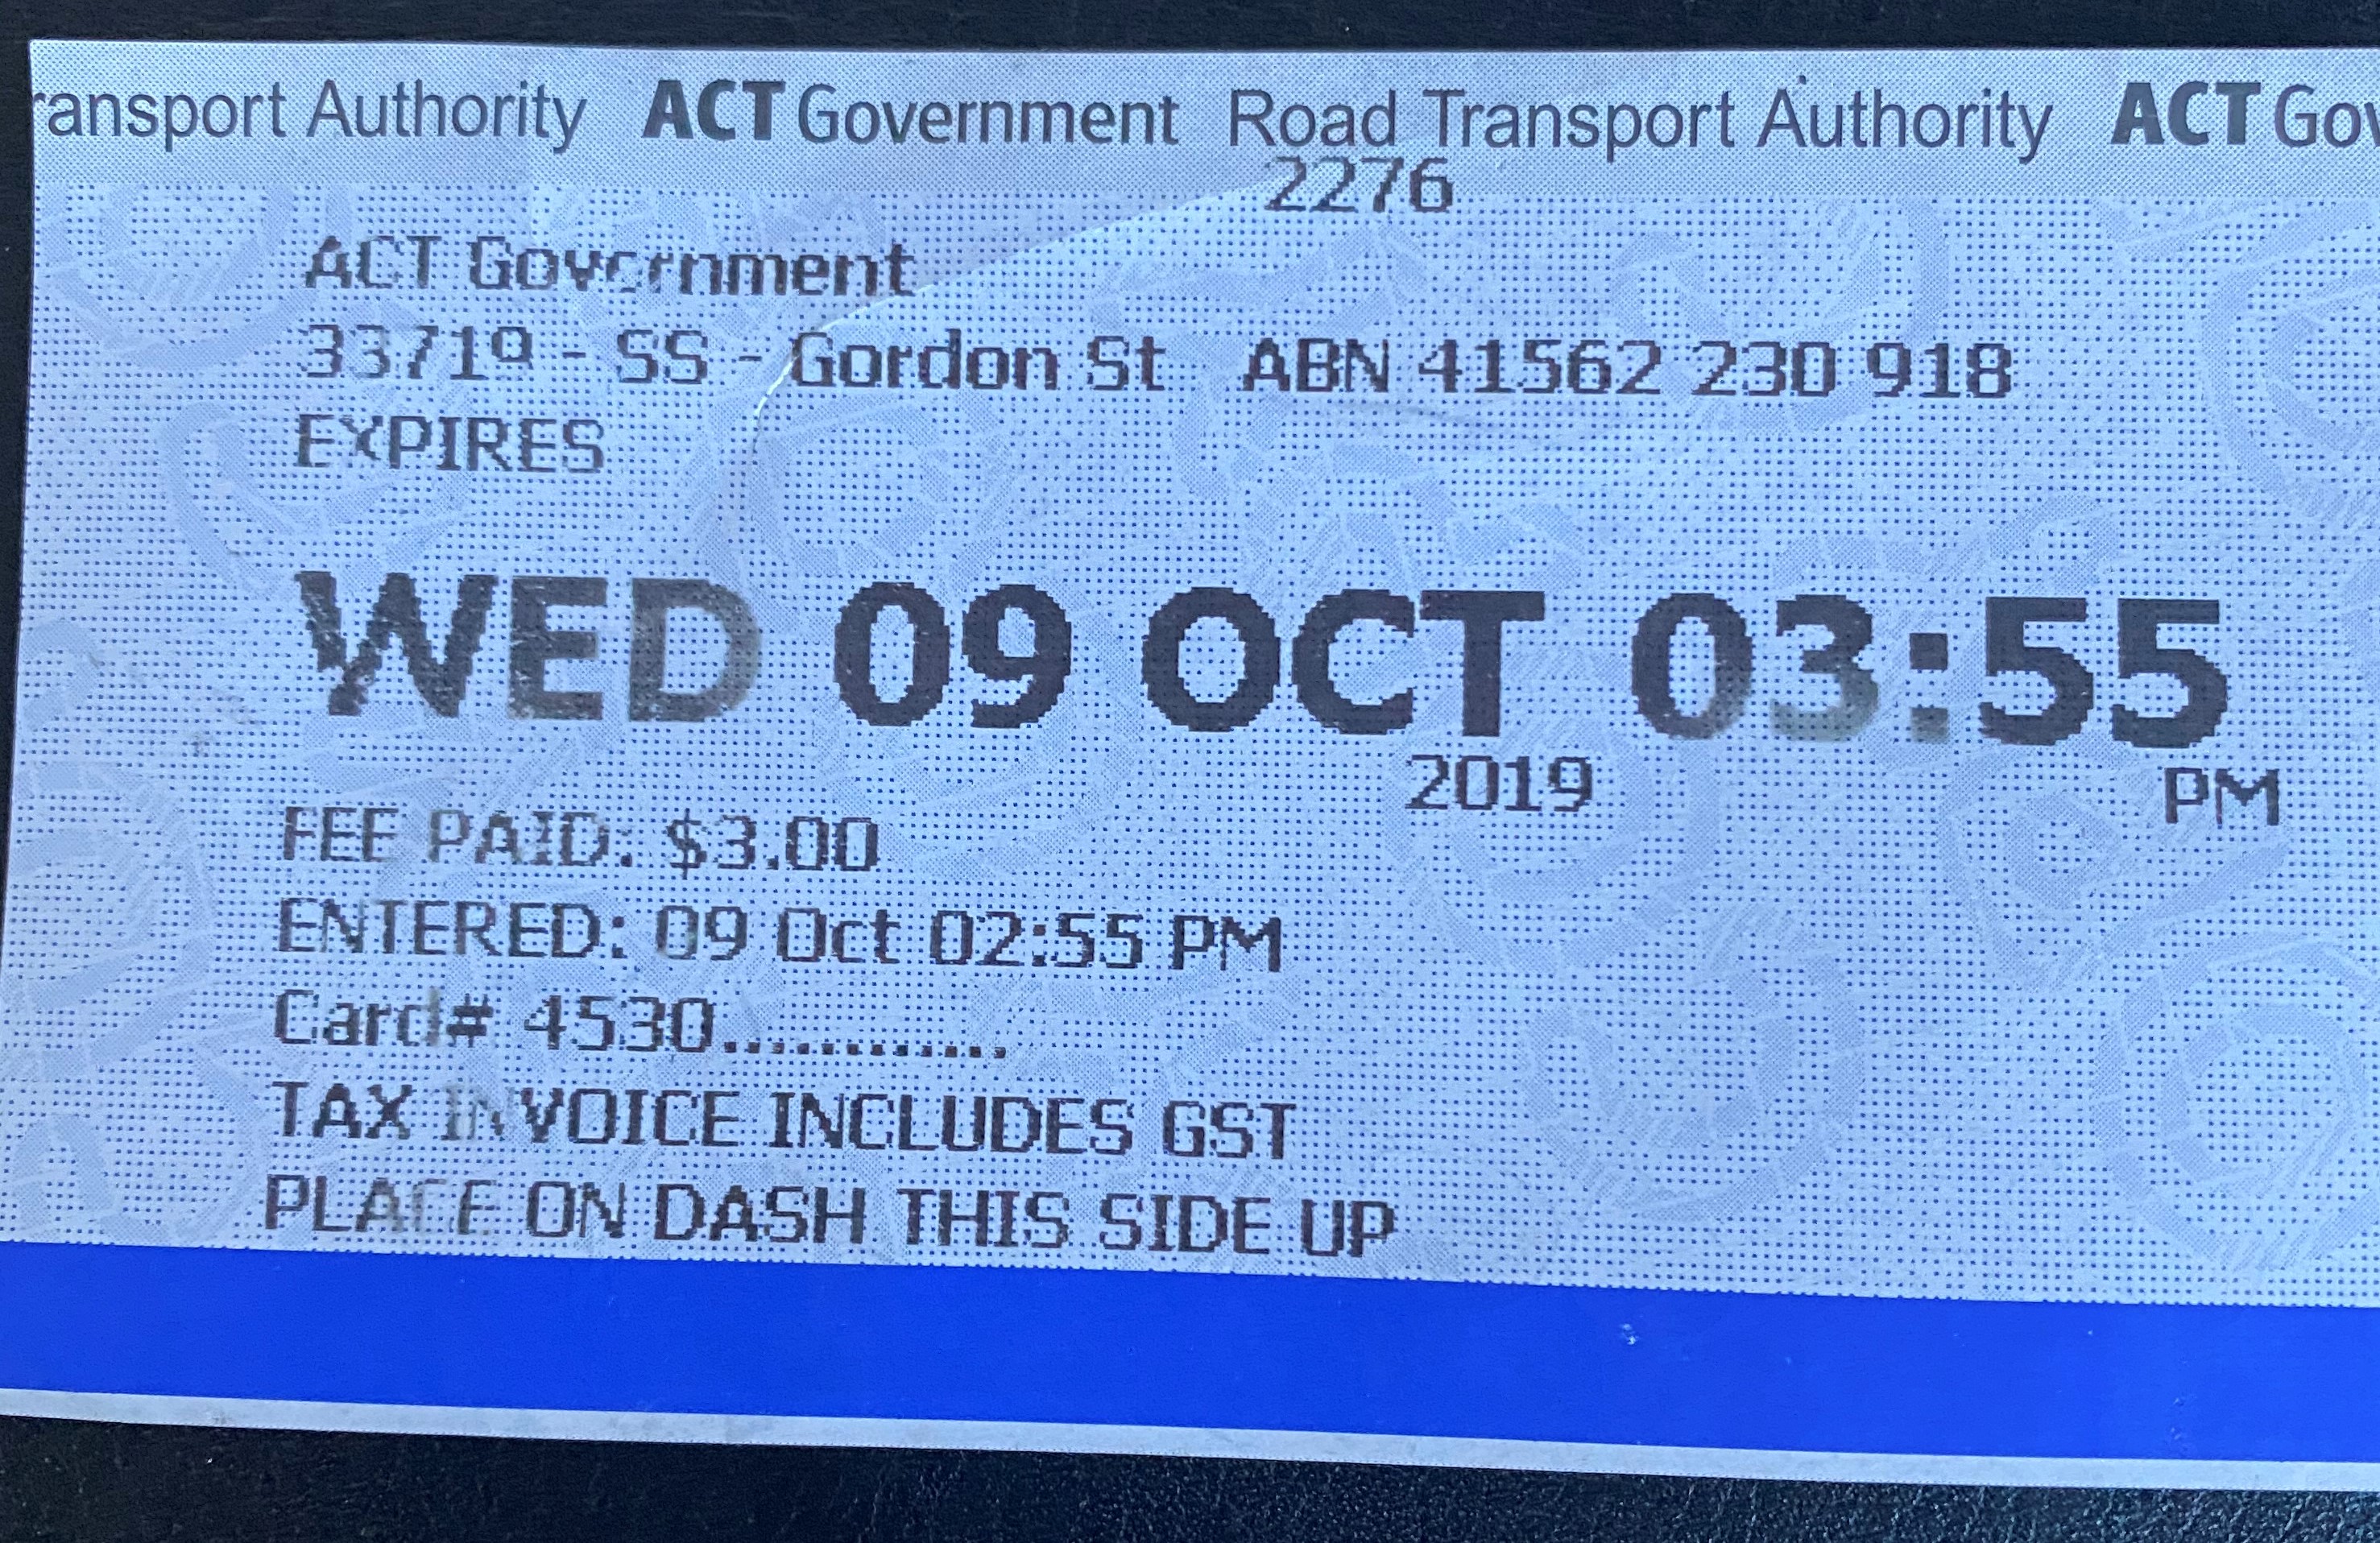 ransport Authority ACT Government Road Transport Authority ACT Gov
2276
ACT Government
33719 - SS - Gordon St ABN 41562 230 918
EXPIRES
WED 09 OCT 03:55
2019 PM
FEE PAID: $3.00
ENTERED: 09 Oct 02:55 PM
Card# 4530.............
TAX INVOICE INCLUDES GST
PLACE ON DASH THIS SIDE UP